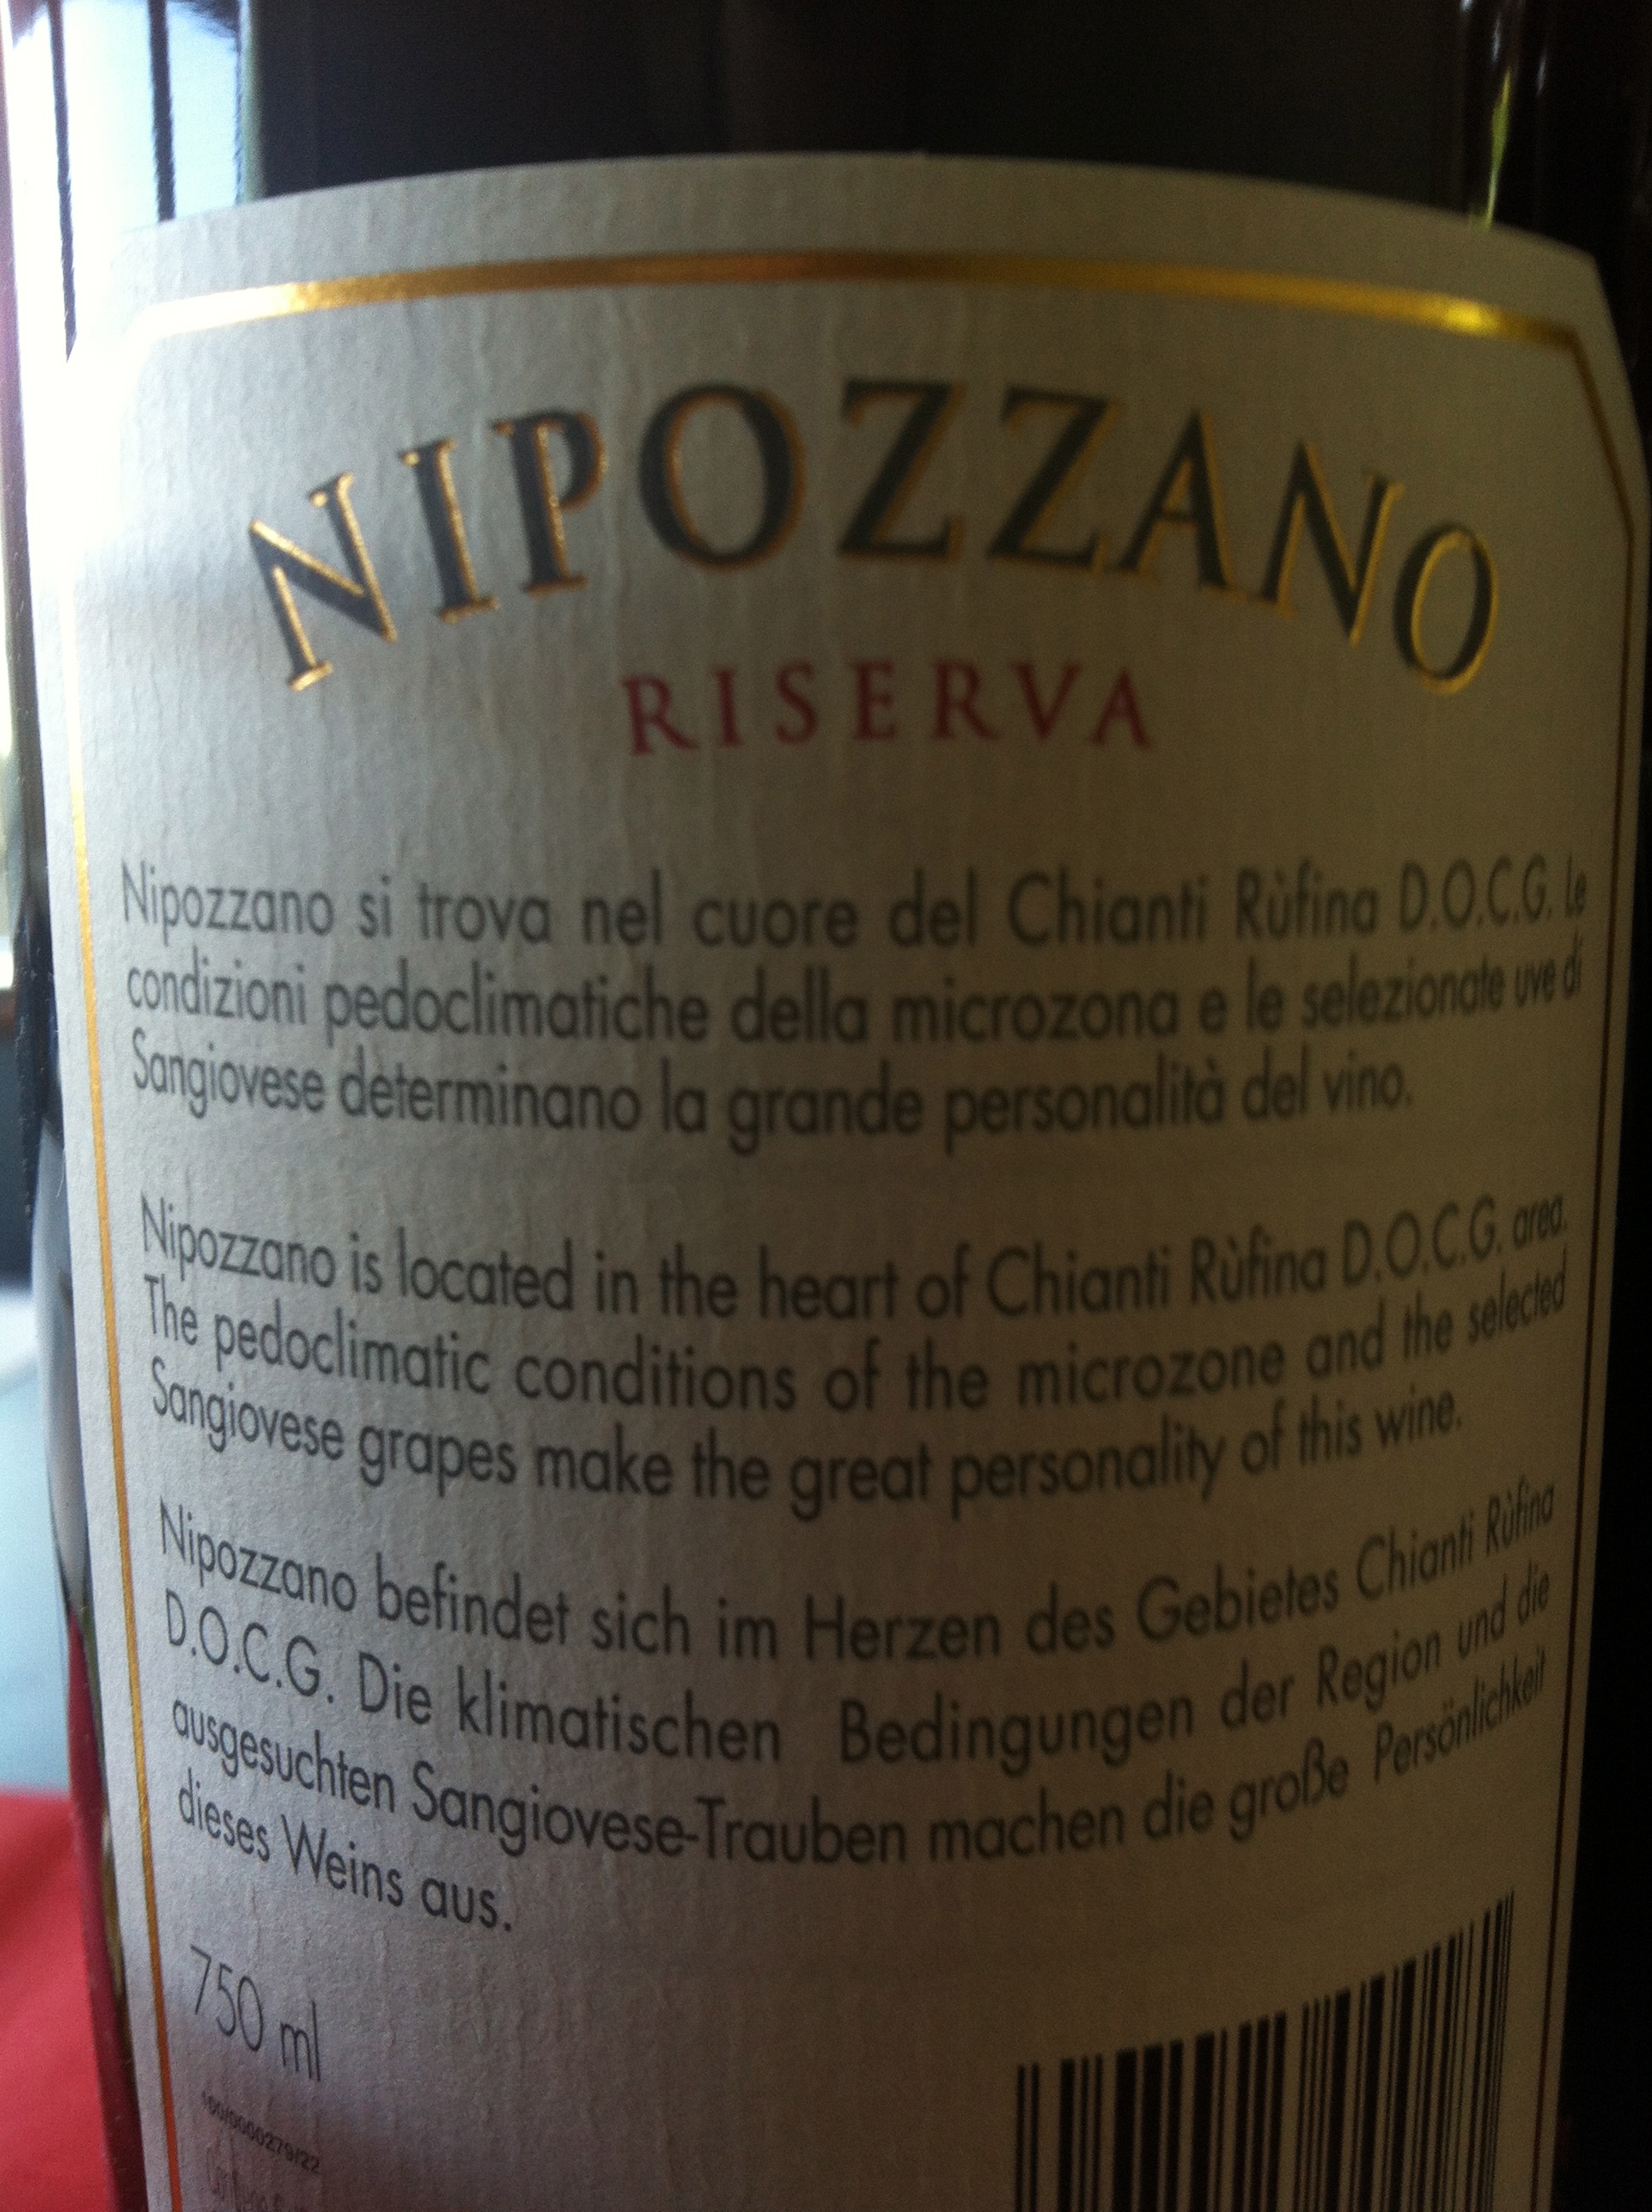 NIPOZZANO
RISERVA
Nipozzano si trova nel cuore del Chianti Rùfina D.O.C.G. Le
condizioni pedoclimatiche della microzona e le selezionate uve di
Sangiovese determinano la grande personalità del vino.
Nipozzano is located in the heart of Chianti Rùfina D.O.C.G. area.
The pedoclimatic conditions of the microzone and the selected
Sangiovese grapes make the great personality of this wine.
Nipozzano befindet sich im Herzen des Gebietes Chianti Rùfina
D.O.C.G. Die klimatischen Bedingungen der Region und die
ausgesuchten Sangiovese-Trauben machen die große Persönlichkeit
dieses Weins aus.
750 ml